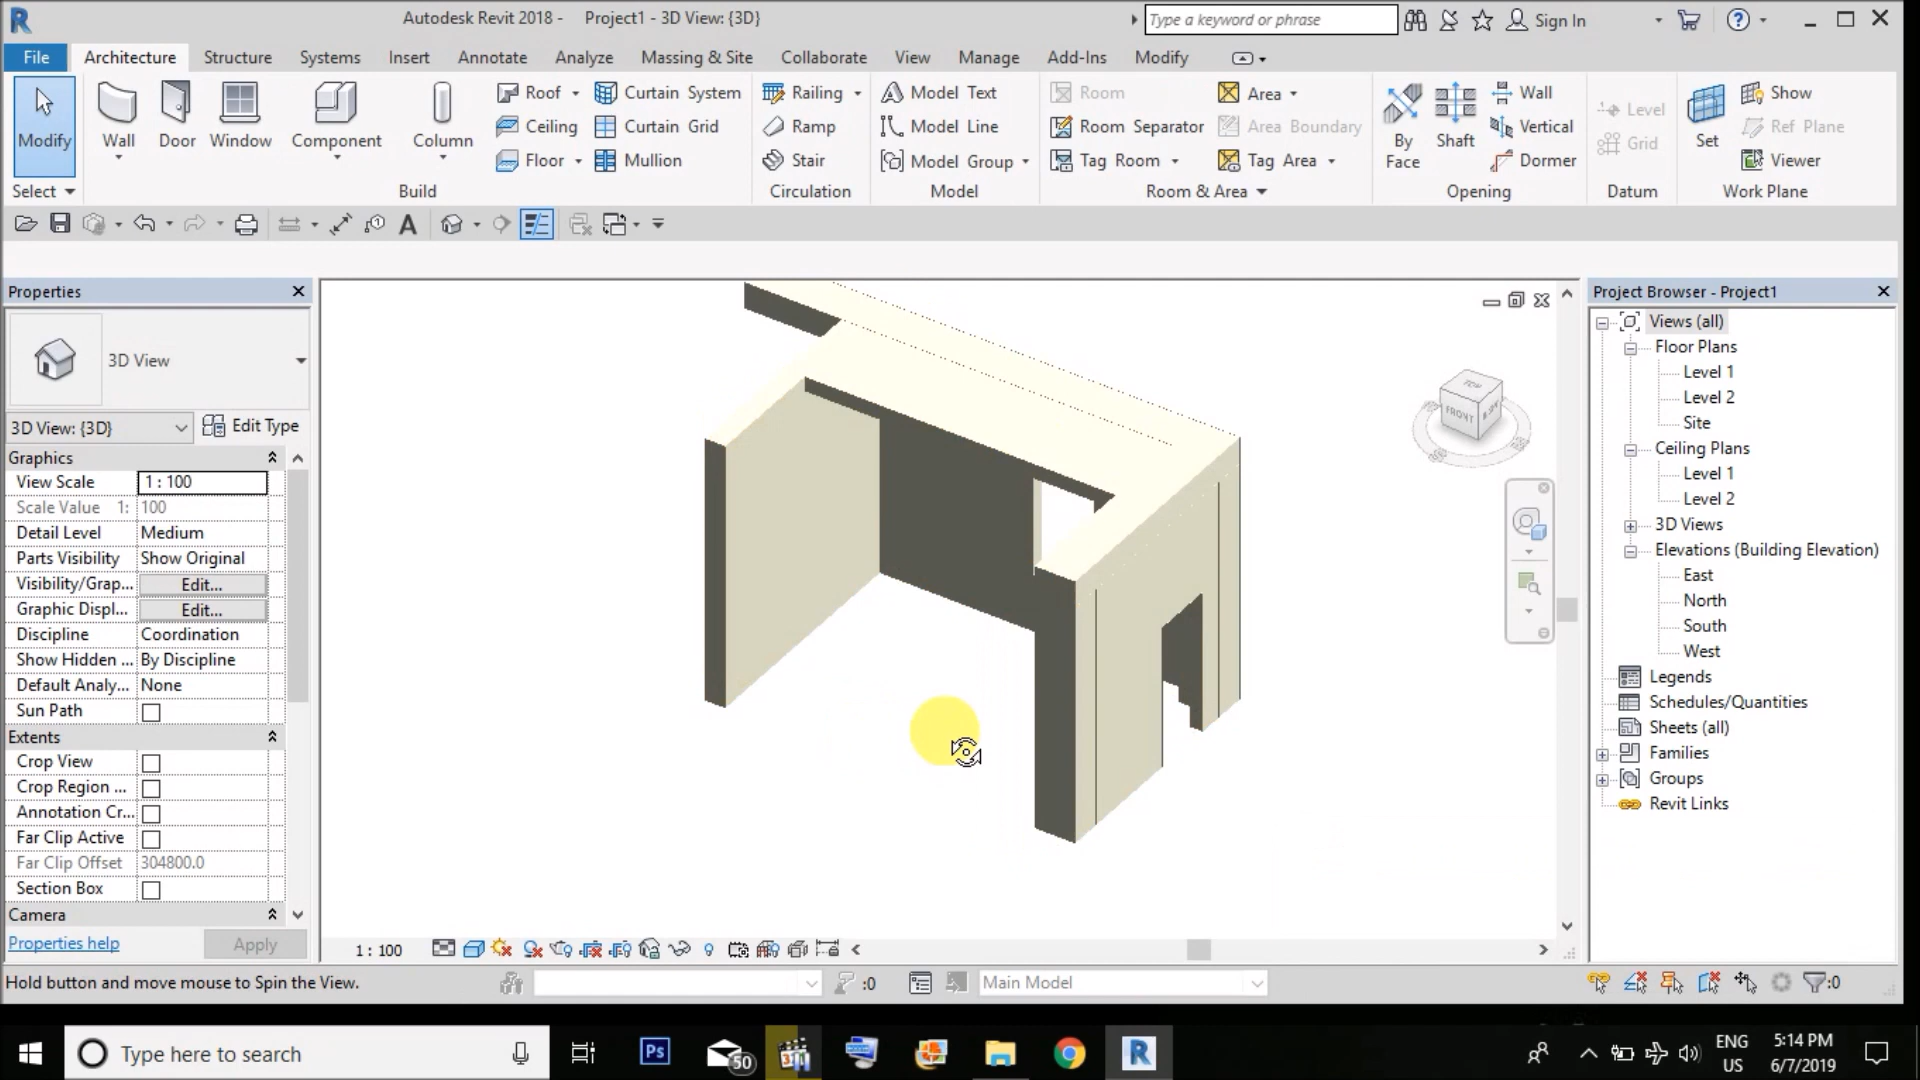 Autodesk Revit 2018 - Project1 - 3D View: {3D}
Type a keyword or phrase
Sign In
File Architecture Structure Systems Insert Annotate Analyze Massing & Site Collaborate View Manage Add-Ins Modify
Modify Wall Door Window Component Column
Roof Curtain System
Ceiling Curtain Grid
Floor Mullion
Railing
Ramp
Stair
Model Text
Model Line
Model Group
Room Area
Room Separator Area Boundary
Tag Room Tag Area
By Face
Shaft
Wall
Vertical
Dormer
Level
Grid
Set
Show
Ref Plane
Viewer
Select Build Circulation Model Room & Area Opening Datum Work Plane
Properties
3D View
3D View: {3D} Edit Type
Graphics
View Scale 1 : 100
Scale Value 1: 100
Detail Level Medium
Parts Visibility Show Original
Visibility/Grap... Edit...
Graphic Displ... Edit...
Discipline Coordination
Show Hidden ... By Discipline
Default Analy... None
Sun Path
Extents
Crop View
Crop Region ...
Annotation Cr...
Far Clip Active
Far Clip Offset 304800.0
Section Box
Camera
Properties help Apply
TOP
FRONT
Project Browser - Project1
Views (all)
Floor Plans
Level 1
Level 2
Site
Ceiling Plans
Level 1
Level 2
3D Views
Elevations (Building Elevation)
East
North
South
West
Legends
Schedules/Quantities
Sheets (all)
Families
Groups
Revit Links
1 : 100
Hold button and move mouse to Spin the View.
:0
Main Model
:0
Type here to search
Ps
50
R
ENG
US
5:14 PM
6/7/2019